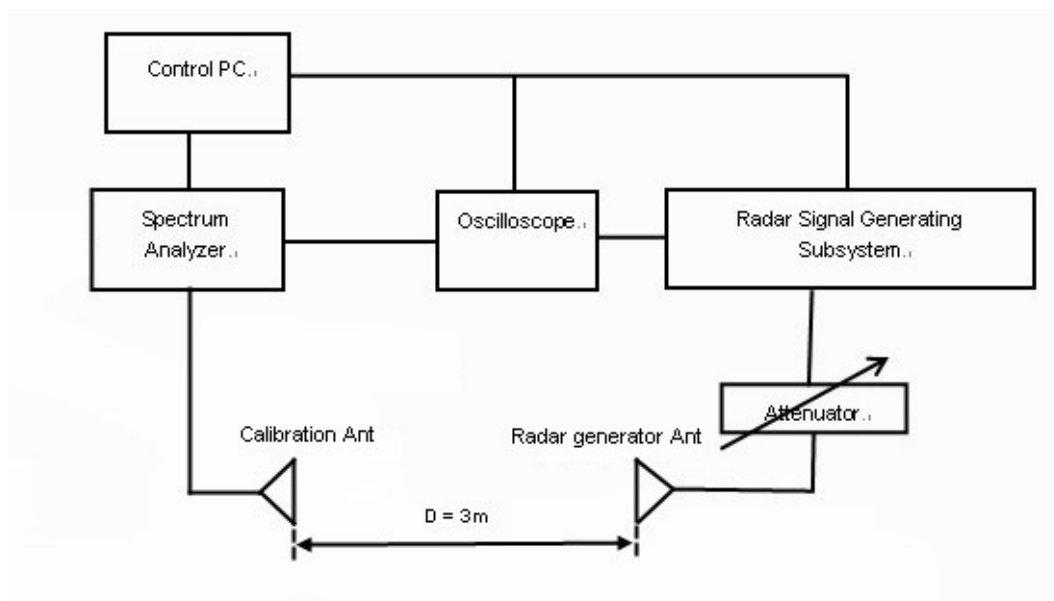 Control PC.
Spectrum
Analyzer.
Oscilloscope.
Radar Signal Generating
Subsystem.
Attenuator.
Calibration Ant
Radar generator Ant
D = 3m